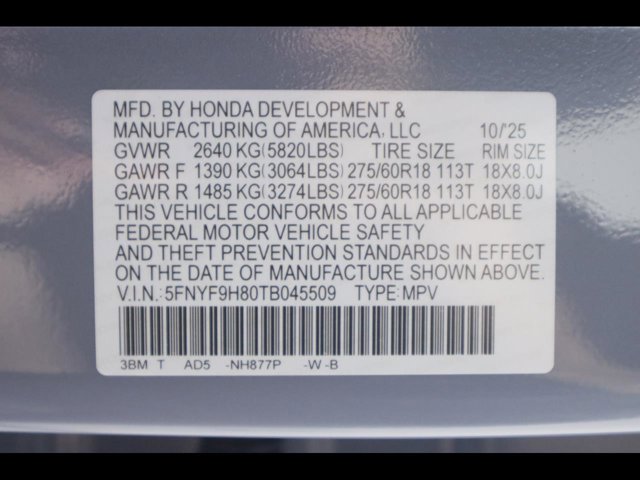 MFD. BY HONDA DEVELOPMENT &
MANUFACTURING OF AMERICA, LLC 10/'25
GVWR 2640 KG(5820LBS) TIRE SIZE RIM SIZE
GAWR F 1390 KG(3064LBS) 275/60R18 113T 18X8.0J
GAWR R 1485 KG(3274LBS) 275/60R18 113T 18X8.0J
THIS VEHICLE CONFORMS TO ALL APPLICABLE
FEDERAL MOTOR VEHICLE SAFETY
AND THEFT PREVENTION STANDARDS IN EFFECT
ON THE DATE OF MANUFACTURE SHOWN ABOVE.
V.I.N.:5FNYF9H80TB045509 TYPE:MPV
3BM T AD5 -NH877P -W -B